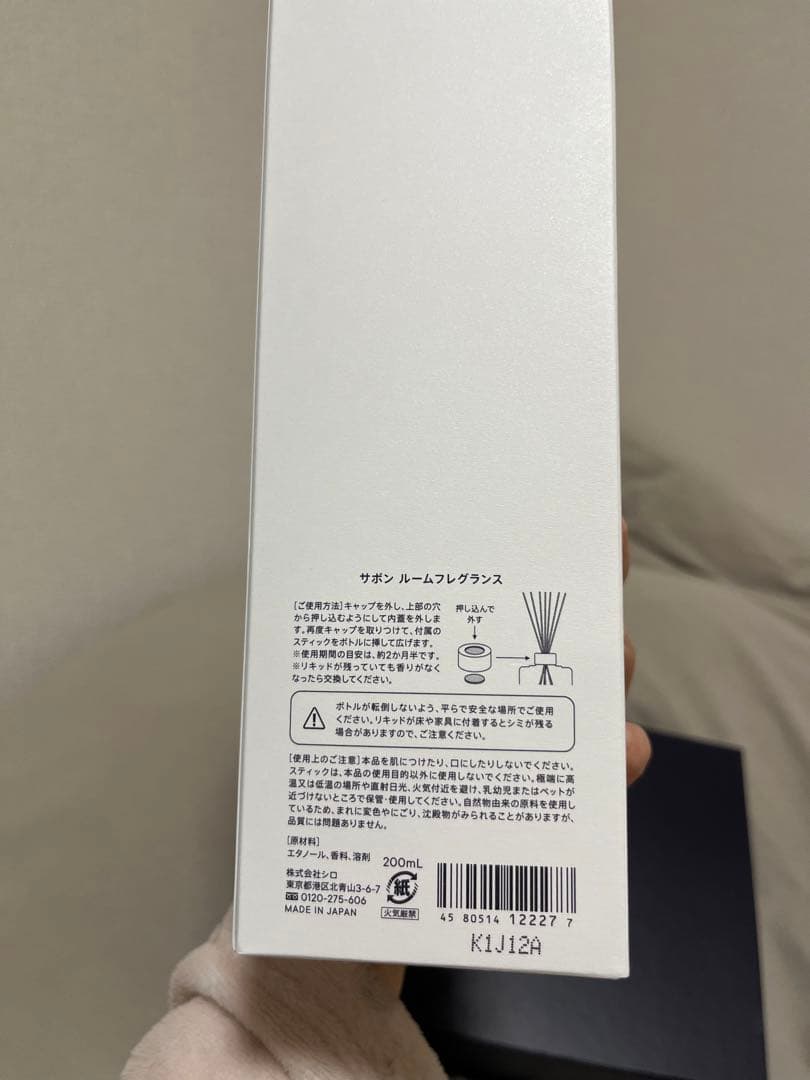 サボン ルームフレグランス
[ご使用方法]キャップを外し、上部の穴
から押し込むようにして内蓋を外しま
す。再度キャップを取りつけて、付属の
スティックをボトルに挿して広げます。
※使用期間の目安は、約2か月半です。
※リキッドが残っていても香りがなく
なったら交換してください。
押し込んで
外す
ボトルが転倒しないよう、平らで安全な場所でご使用
ください。リキッドが床や家具に付着するとシミが残る
場合がありますので、ご注意ください。
[使用上のご注意]本品を肌につけたり、口にしたりしないでください。
スティックは、本品の使用目的以外に使用しないでください。極端に高
温又は低温の場所や直射日光、火気付近を避け、乳幼児またはペットが
近づけないところで保管・使用してください。自然物由来の原料を使用し
ているため、まれに変色やにごり、沈殿物がみられることがありますが、
品質には問題ありません。
[原材料]
エタノール、香料、溶剤
200mL
株式会社シロ
東京都港区北青山3-6-7
0120-275-606
MADE IN JAPAN
紙
火気厳禁
4 580514 122277
K1J12A